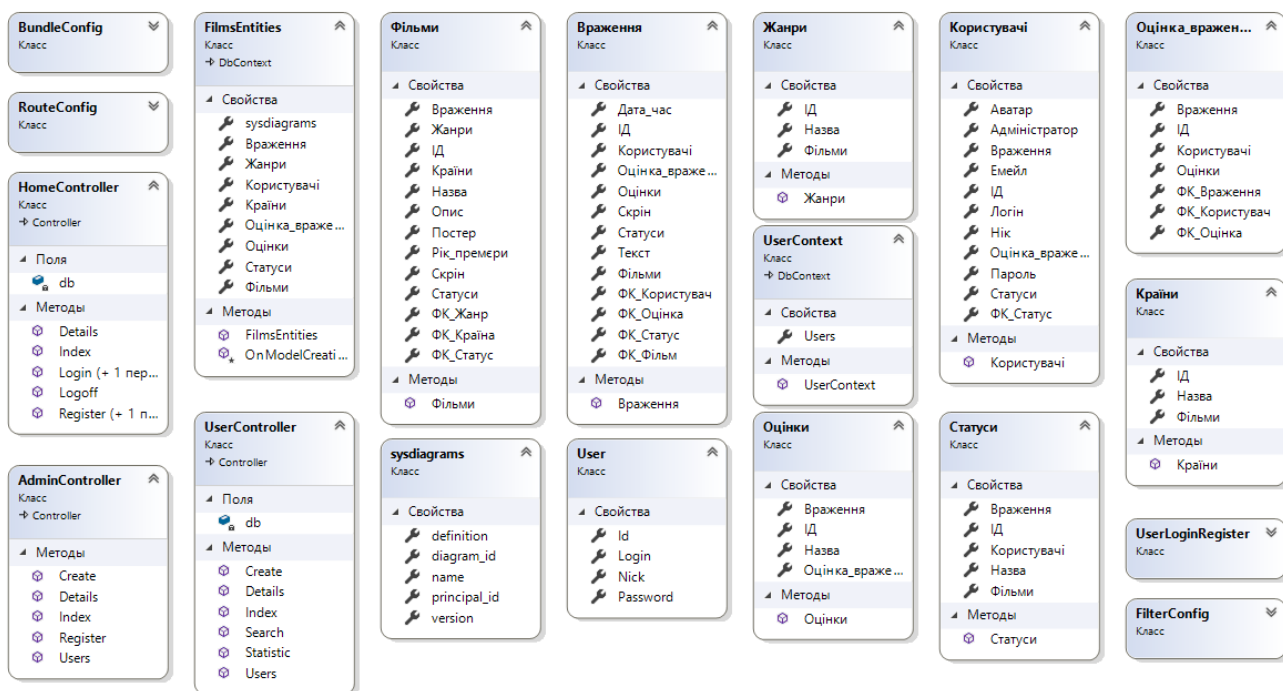 BundleConfig
Класс
RouteConfig
Класс
HomeController
Класс
Controller
Поля
db
Методы
Details
Index
Login (+ 1 пер...
Logoff
Register (+ 1 п...
AdminController
Класс
Controller
Методы
Create
Details
Index
Register
Users
FilmsEntities
Класс
DbContext
Свойства
sysdiagrams
Враження
Жанри
Користувачі
Країни
Оцінка_враже...
Оцінки
Статуси
Фільми
Методы
FilmsEntities
OnModelCreati...
UserController
Класс
Controller
Поля
db
Методы
Create
Details
Index
Search
Statistic
Users
Фільми
Класс
Свойства
Враження
Жанри
ІД
Країни
Назва
Опис
Постер
Рік_премєри
Скрін
Статуси
ФК_Жанр
ФК_Країна
ФК_Статус
Методы
Фільми
sysdiagrams
Класс
Свойства
definition
diagram_id
name
principal_id
version
Враження
Класс
Свойства
Дата_час
ІД
Користувачі
Оцінка_враже...
Оцінки
Скрін
Статуси
Текст
Фільми
ФК_Користувач
ФК_Оцінка
ФК_Статус
ФК_Фільм
Методы
Враження
User
Класс
Свойства
Id
Login
Nick
Password
Жанри
Класс
Свойства
ІД
Назва
Фільми
Методы
Жанри
UserContext
Класс
DbContext
Свойства
Users
Методы
UserContext
Оцінки
Класс
Свойства
Враження
ІД
Назва
Оцінка_враже...
Методы
Оцінки
Користувачі
Класс
Свойства
Аватар
Адміністратор
Враження
Емейл
ІД
Логін
Нік
Оцінка_враже...
Пароль
Статуси
ФК_Статус
Методы
Користувачі
Статуси
Класс
Свойства
Враження
ІД
Користувачі
Назва
Фільми
Методы
Статуси
Оцінка_вражен...
Класс
Свойства
Враження
ІД
Користувачі
Оцінки
ФК_Враження
ФК_Користувач
ФК_Оцінка
Країни
Класс
Свойства
ІД
Назва
Фільми
Методы
Країни
UserLoginRegister
Класс
FilterConfig
Класс